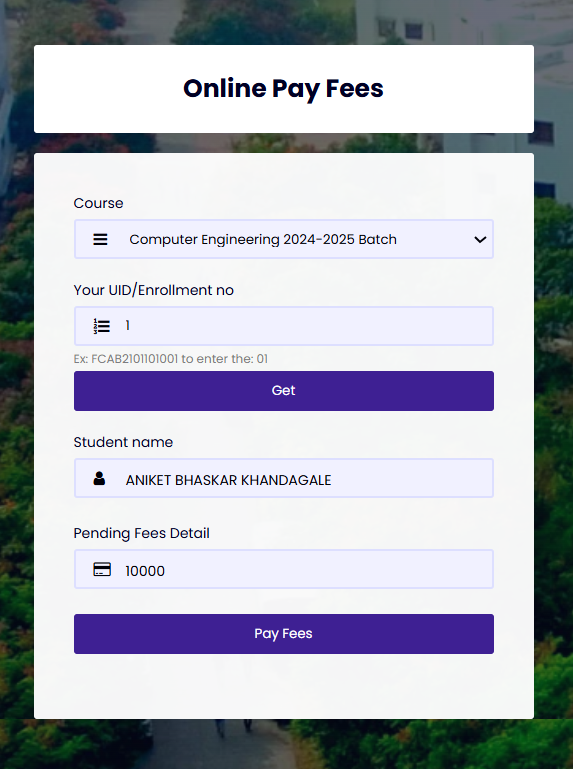 Online Pay Fees
Course
Computer Engineering 2024-2025 Batch
Your UID/Enrollment no
1
Ex: FCAB2101101001 to enter the: 01
Get
Student name
ANIKET BHASKAR KHANDAGALE
Pending Fees Detail
10000
Pay Fees